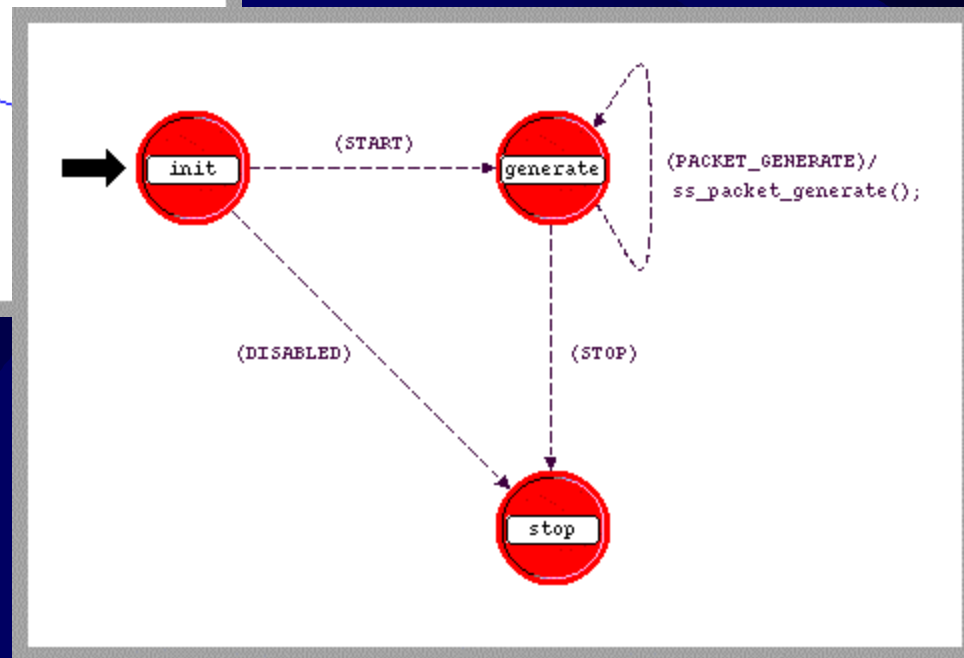 (START)
init
generate
(PACKET_GENERATE)/
ss_packet_generate();
(DISABLED)
(STOP)
stop